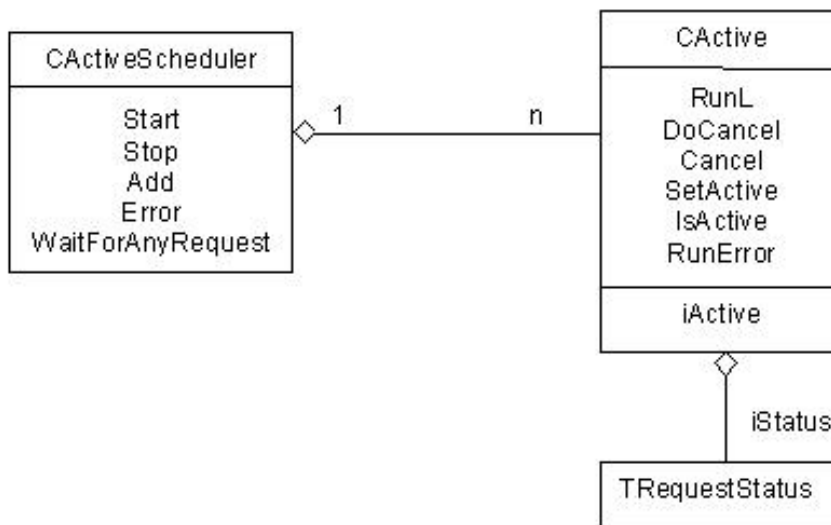 CActiveScheduler
Start
Stop
Add
Error
WaitForAnyRequest
1
n
CActive
RunL
DoCancel
Cancel
SetActive
IsActive
RunError
iActive
iStatus
TRequestStatus